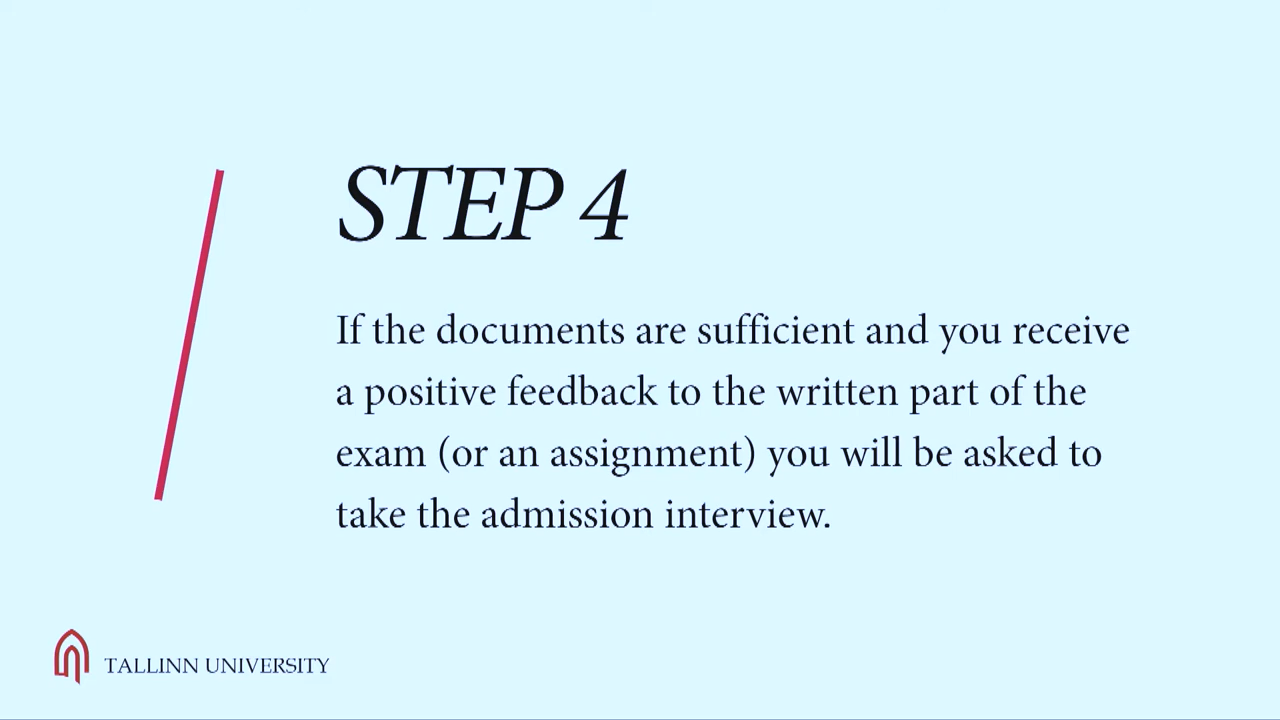 STEP 4
If the documents are sufficient and you receive
a positive feedback to the written part of the
exam (or an assignment) you will be asked to
take the admission interview.
TALLINN UNIVERSITY